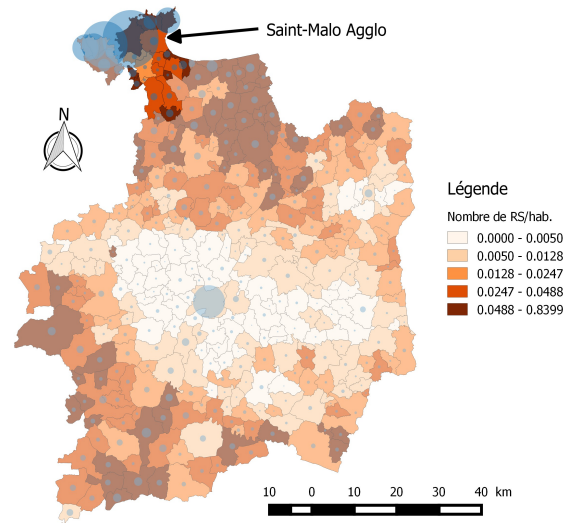 Saint-Malo Agglo
N
Légende
Nombre de RS/hab.
0.0000 - 0.0050
0.0050 - 0.0128
0.0128 - 0.0247
0.0247 - 0.0488
0.0488 - 0.8399
10 0 10 20 30 40 km